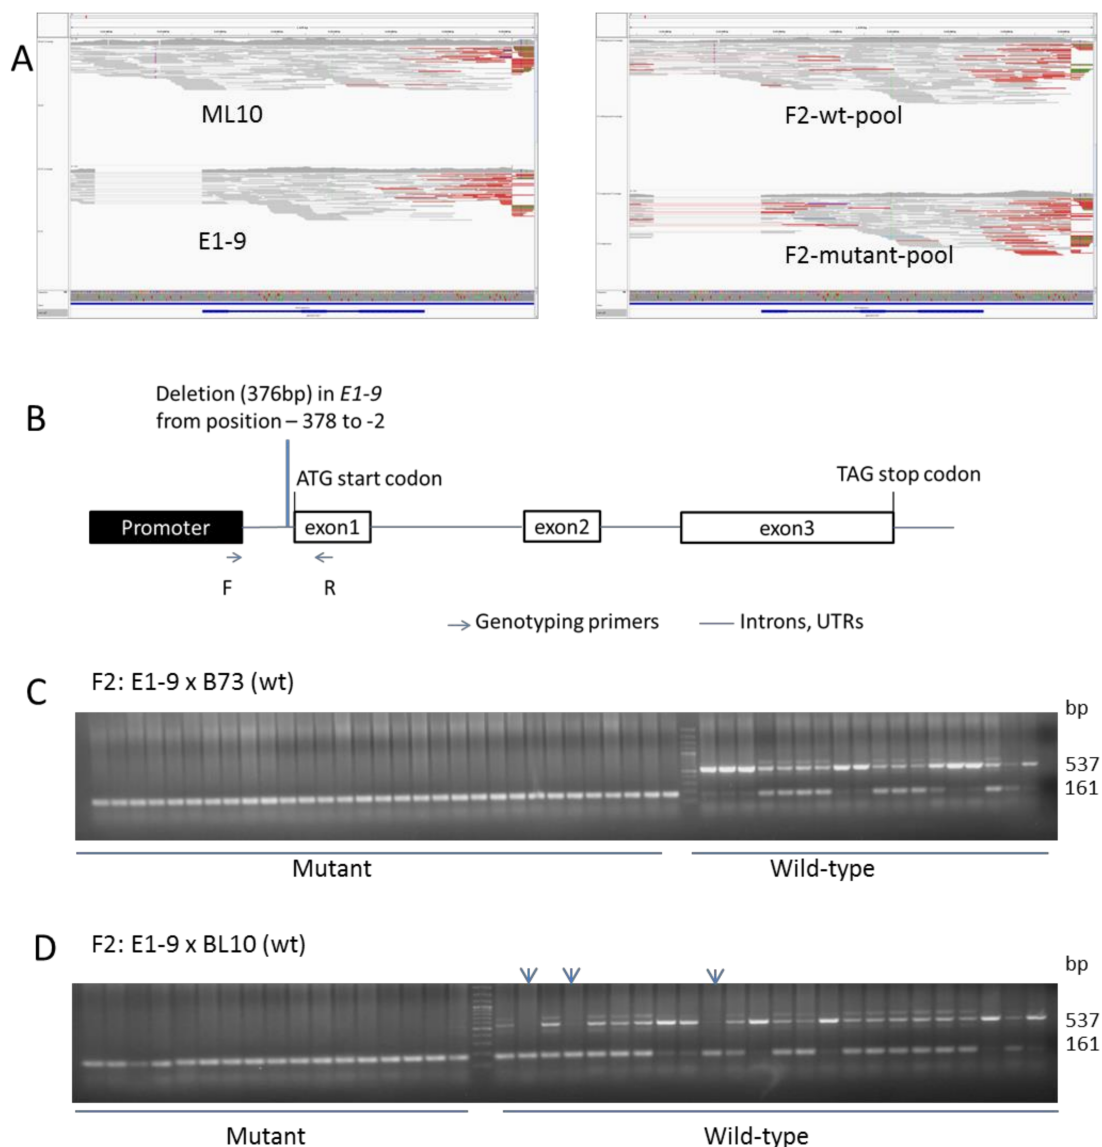 A
ML10
E1-9
F2-wt-pool
F2-mutant-pool
B
Deletion (376bp) in E1-9
from position – 378 to -2
ATG start codon
TAG stop codon
Promoter
exon1
exon2
exon3
F
R
Genotyping primers
Introns, UTRs
C
F2: E1-9 x B73 (wt)
bp
537
161
Mutant
Wild-type
D
F2: E1-9 x BL10 (wt)
bp
537
161
Mutant
Wild-type